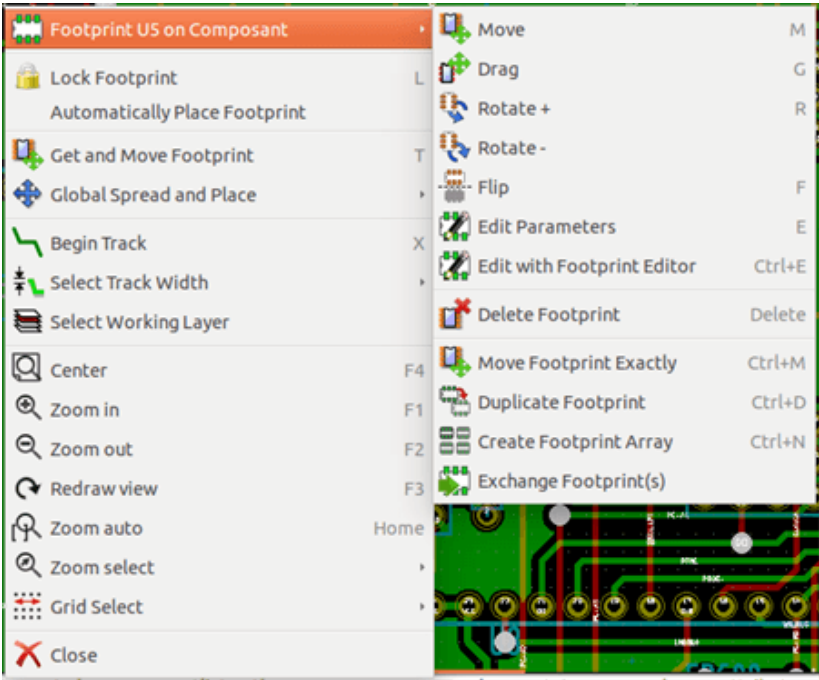 Footprint U5 on Composant
Lock Footprint L
Automatically Place Footprint
Get and Move Footprint T
Global Spread and Place
Begin Track X
Select Track Width
Select Working Layer
Center F4
Zoom in F1
Zoom out F2
Redraw view F3
Zoom auto Home
Zoom select
Grid Select
Close
Move M
Drag G
Rotate + R
Rotate -
Flip F
Edit Parameters E
Edit with Footprint Editor Ctrl+E
Delete Footprint Delete
Move Footprint Exactly Ctrl+M
Duplicate Footprint Ctrl+D
Create Footprint Array Ctrl+N
Exchange Footprint(s)